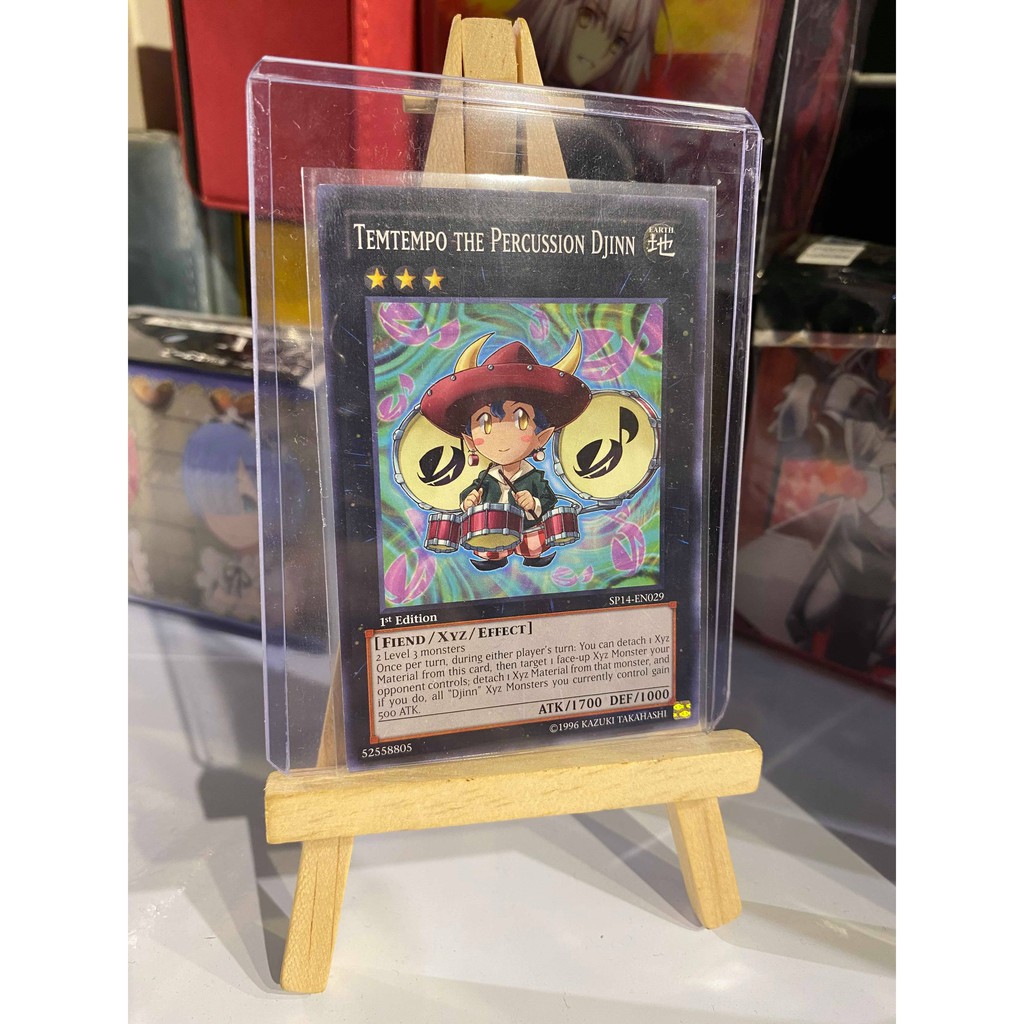 TEMTEMPO THE PERCUSSION DJINN
EARTH
地
SP14-EN029
1st Edition
[FIEND/XYZ/EFFECT]
2 Level 3 monsters
Once per turn, during either player's turn: You can detach 1 Xyz
Material from this card, then target 1 face-up Xyz Monster your
opponent controls; detach 1 Xyz Material from that monster, and
if you do, all "Djinn" Xyz Monsters you currently control gain
500 ATK.
ATK/1700 DEF/1000
52558805
©1996 KAZUKI TAKAHASHI